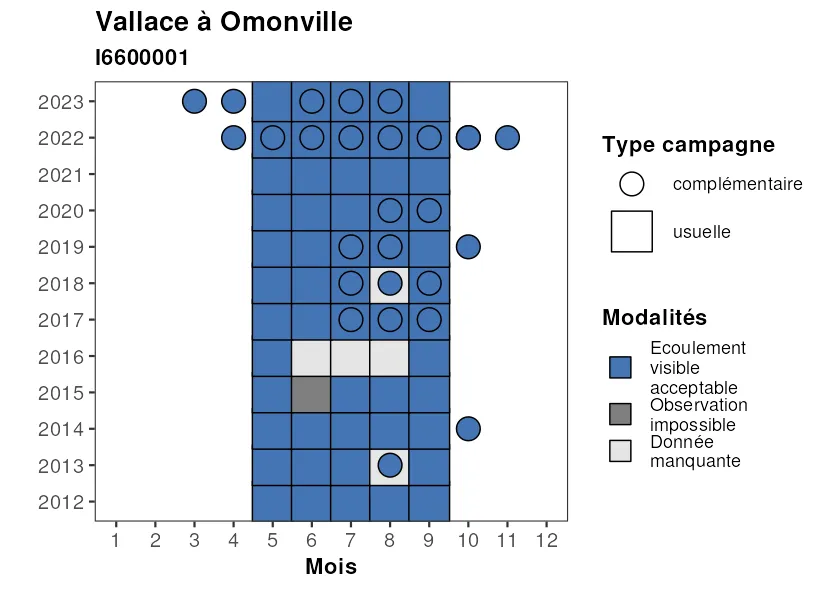 Vallace à Omonville
I6600001
2023
2022
2021
2020
2019
2018
2017
2016
2015
2014
2013
2012
1 2 3 4 5 6 7 8 9 10 11 12
Mois
Type campagne
complémentaire
usuelle
Modalités
Ecoulement
visible
acceptable
Observation
impossible
Donnée
manquante